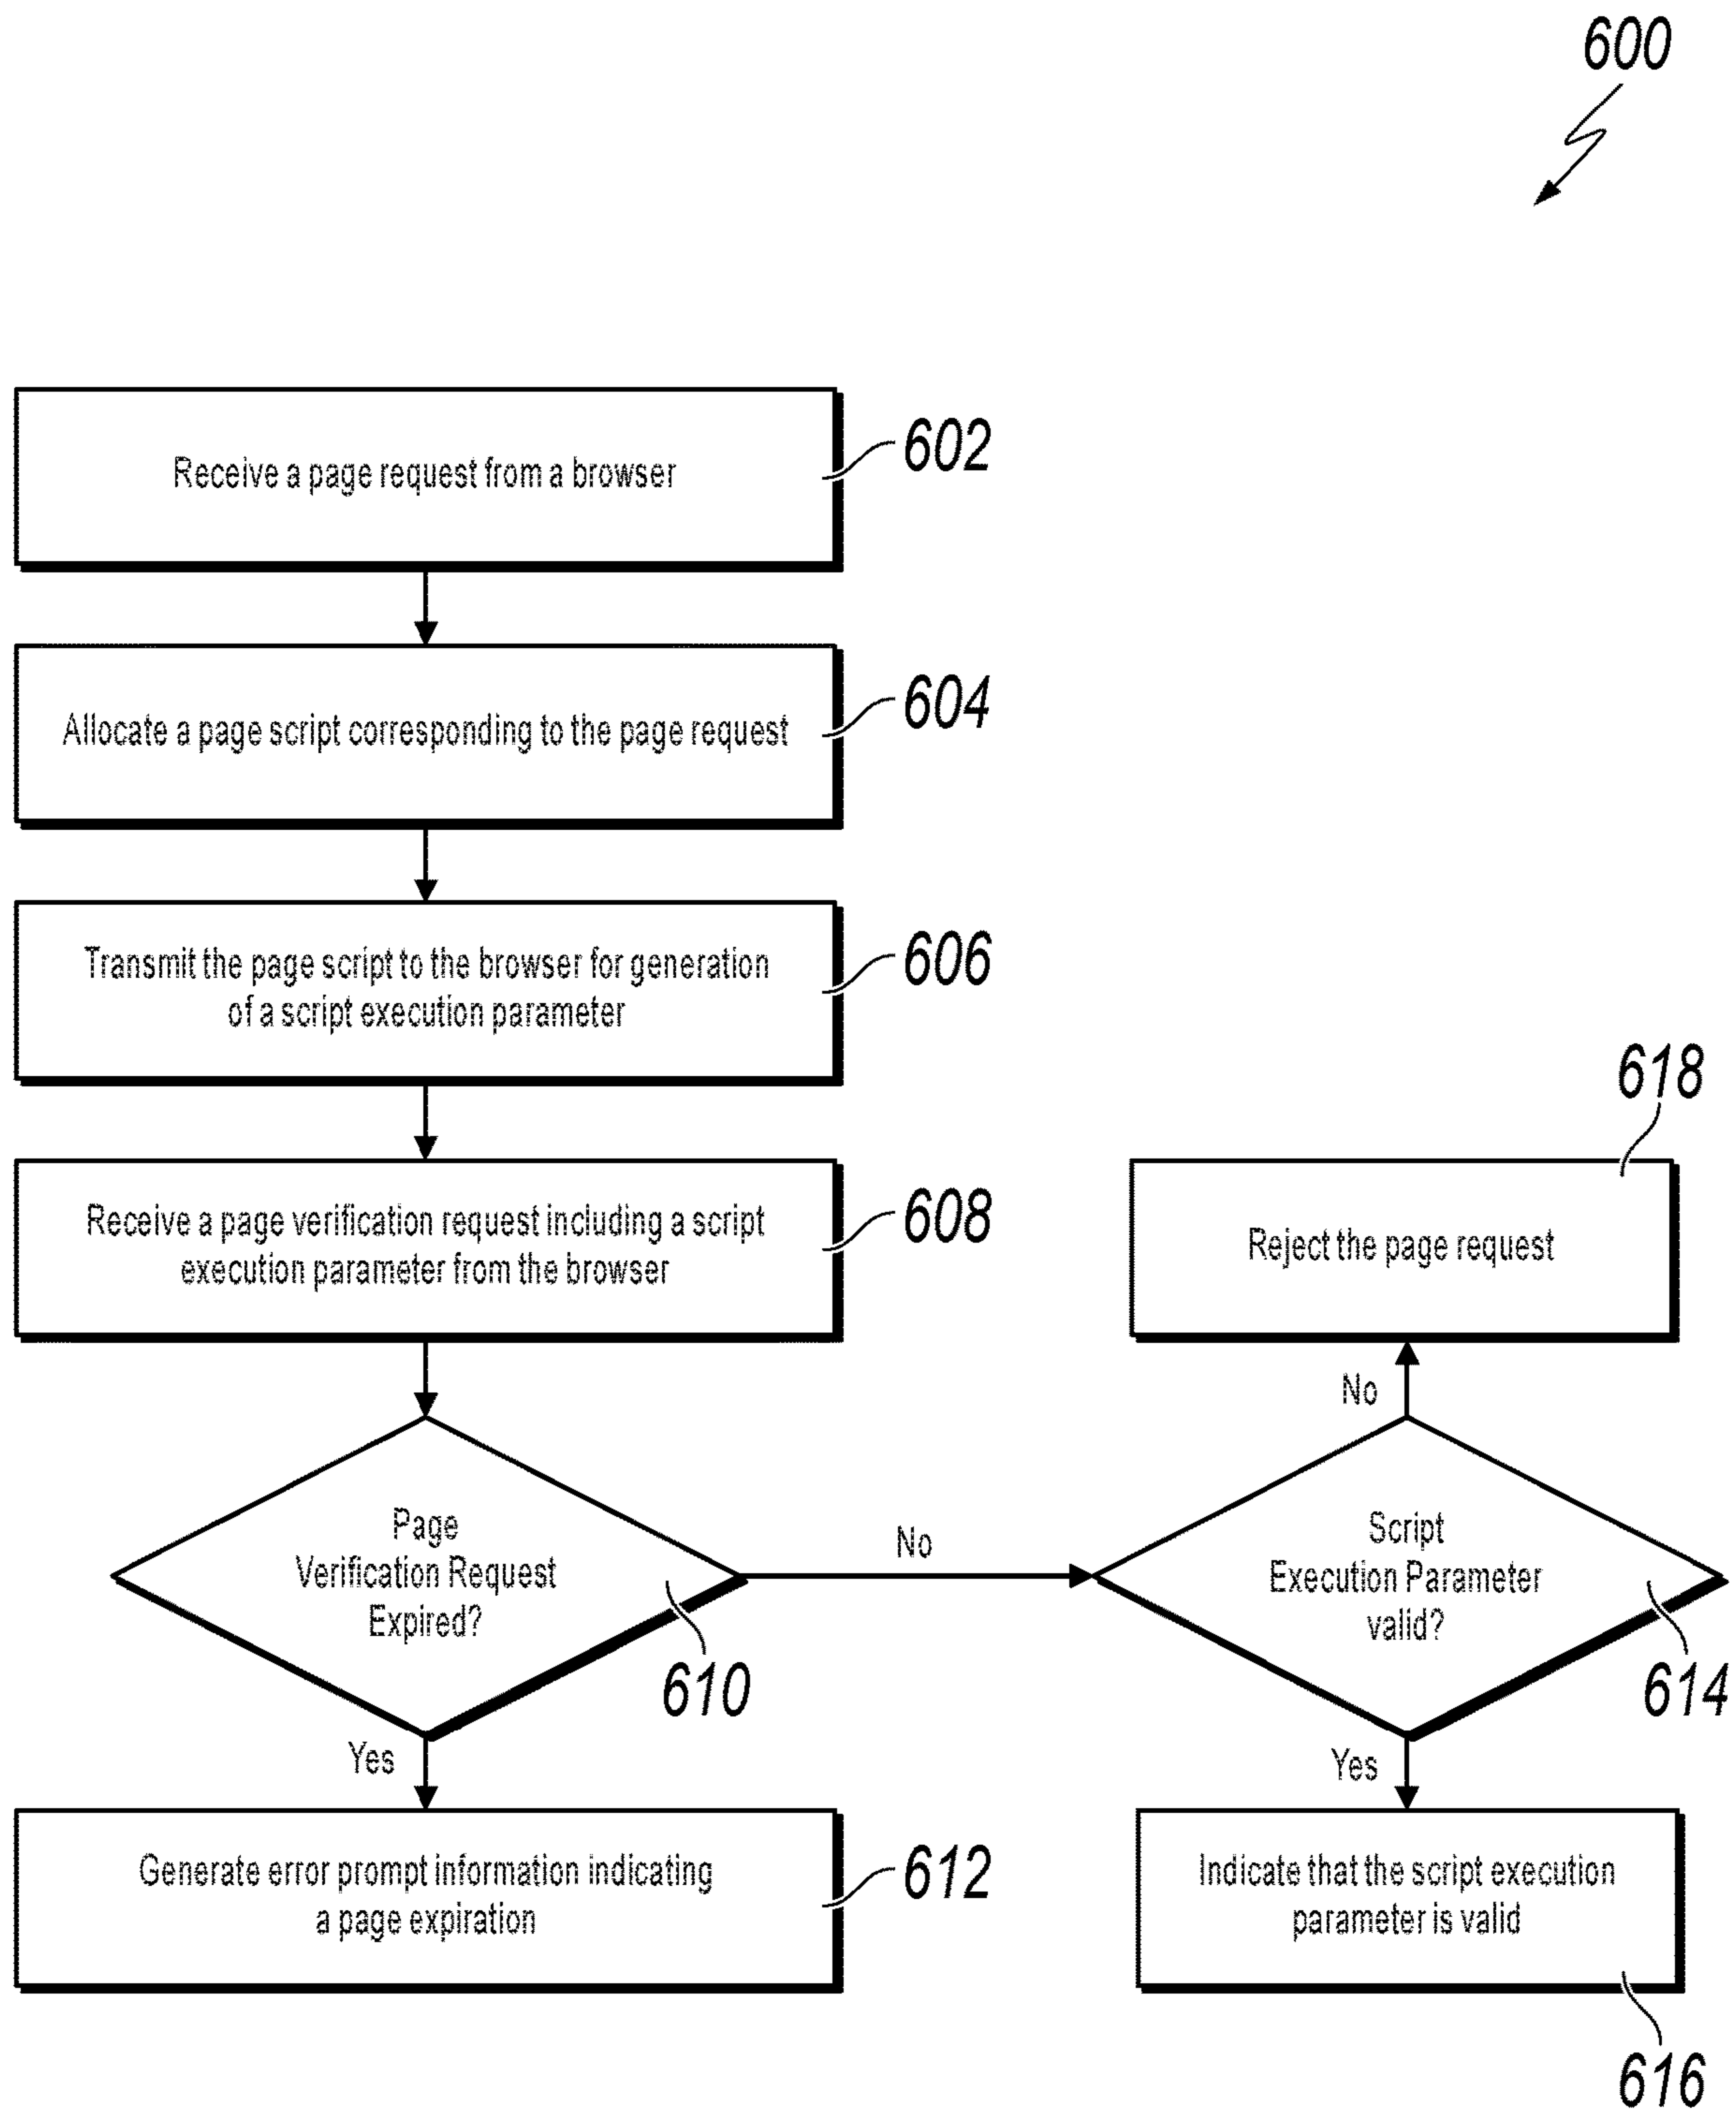 600
Receive a page request from a browser
602
Allocate a page script corresponding to the page request
604
Transmit the page script to the browser for generation
of a script execution parameter
606
Receive a page verification request including a script
execution parameter from the browser
608
618
Reject the page request
No
Page
Verification Request
Expired?
610
No
Script
Execution Parameter
valid?
614
Yes
Yes
Generate error prompt information indicating
a page expiration
612
Indicate that the script execution
parameter is valid
616